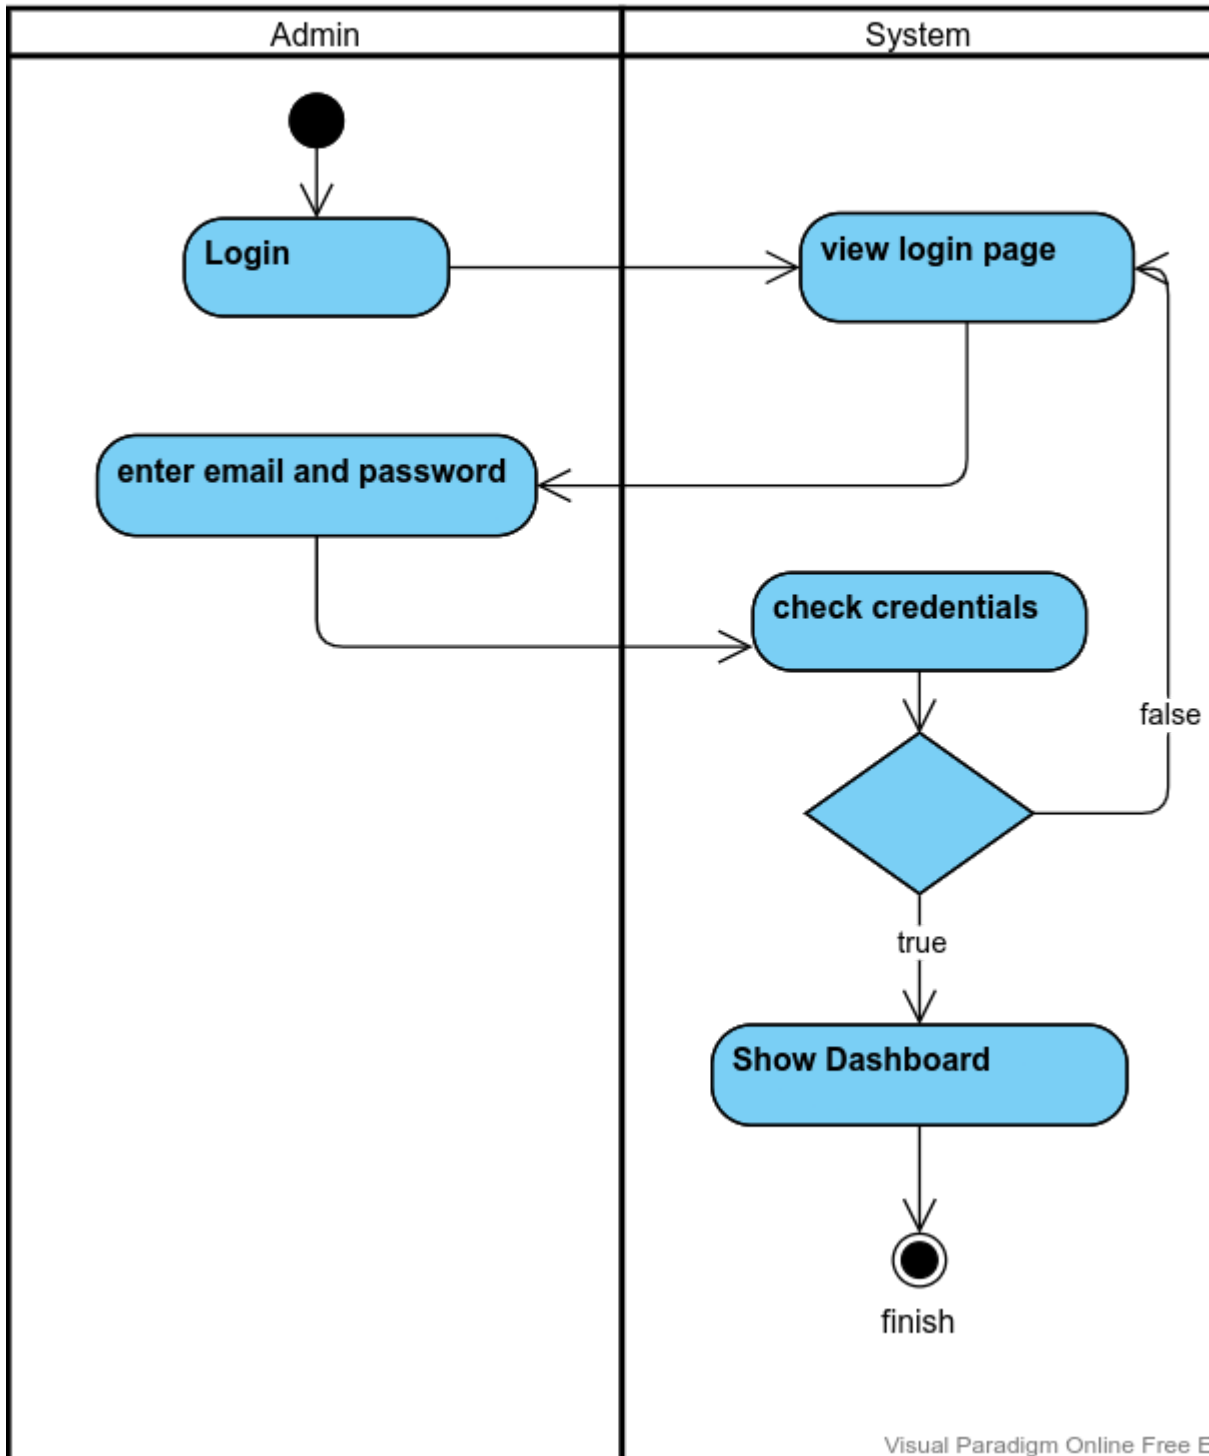 Admin
System
Login
view login page
enter email and password
check credentials
false
true
Show Dashboard
finish
Visual Paradigm Online Free E